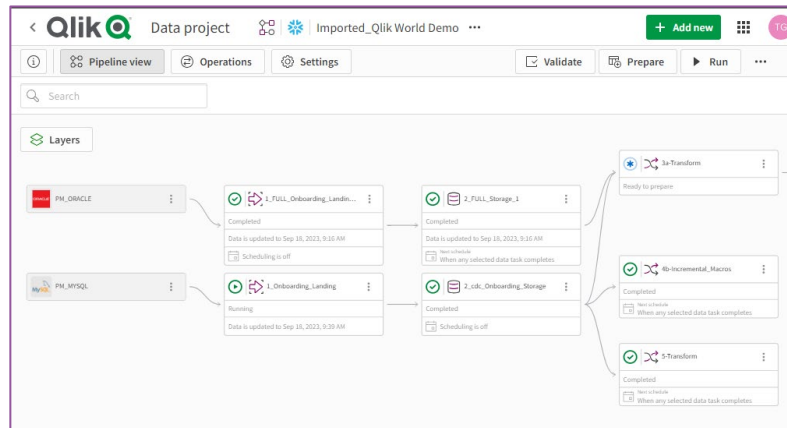 Qlik Data project Imported_Qlik World Demo Add new TG
Pipeline view Operations Settings Validate Prepare Run
Search
Layers
3a-Transform
Ready to prepare
ORACLE PM_ORACLE
1_FULL_Onboarding_Landin...
Completed
Data is updated to Sep 18, 2023, 9:16 AM
Scheduling is off
2_FULL_Storage_1
Completed
Data is updated to Sep 18, 2023, 9:16 AM
Next schedule
When any selected data task completes
MySQL PM_MYSQL
1_Onboarding_Landing
Running
Data is updated to Sep 18, 2023, 9:39 AM
2_cdc_Onboarding_Storage
Completed
Scheduling is off
4b-Incremental_Macros
Completed
Next schedule
When any selected data task completes
5-Transform
Completed
Next schedule
When any selected data task completes